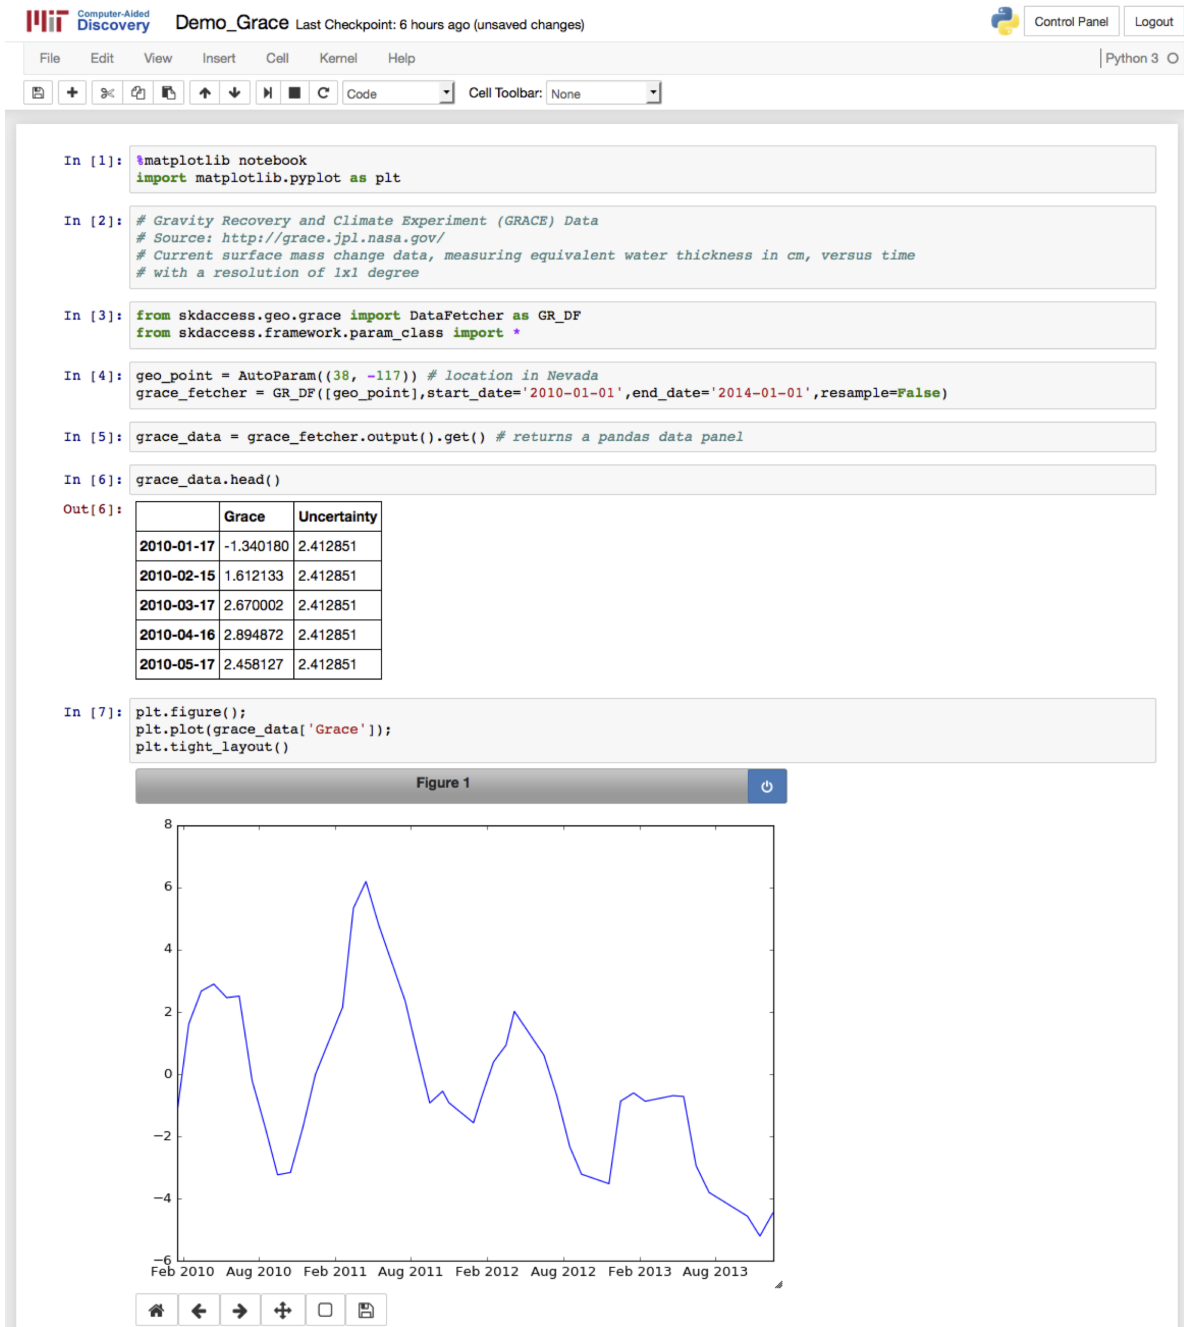 MIT Computer-Aided Discovery Demo_Grace Last Checkpoint: 6 hours ago (unsaved changes) Control Panel Logout
File Edit View Insert Cell Kernel Help Python 3
Code Cell Toolbar: None
In [1]: %matplotlib notebook
import matplotlib.pyplot as plt
In [2]: # Gravity Recovery and Climate Experiment (GRACE) Data
# Source: http://grace.jpl.nasa.gov/
# Current surface mass change data, measuring equivalent water thickness in cm, versus time
# with a resolution of 1x1 degree
In [3]: from skdaccess.geo.grace import DataFetcher as GR_DF
from skdaccess.framework.param_class import *
In [4]: geo_point = AutoParam((38, -117)) # location in Nevada
grace_fetcher = GR_DF([geo_point],start_date='2010-01-01',end_date='2014-01-01',resample=False)
In [5]: grace_data = grace_fetcher.output().get() # returns a pandas data panel
In [6]: grace_data.head()
Out[6]:
Grace Uncertainty
2010-01-17 -1.340180 2.412851
2010-02-15 1.612133 2.412851
2010-03-17 2.670002 2.412851
2010-04-16 2.894872 2.412851
2010-05-17 2.458127 2.412851
In [7]: plt.figure();
plt.plot(grace_data['Grace']);
plt.tight_layout()
Figure 1
8
6
4
2
0
−2
−4
−6
Feb 2010 Aug 2010 Feb 2011 Aug 2011 Feb 2012 Aug 2012 Feb 2013 Aug 2013